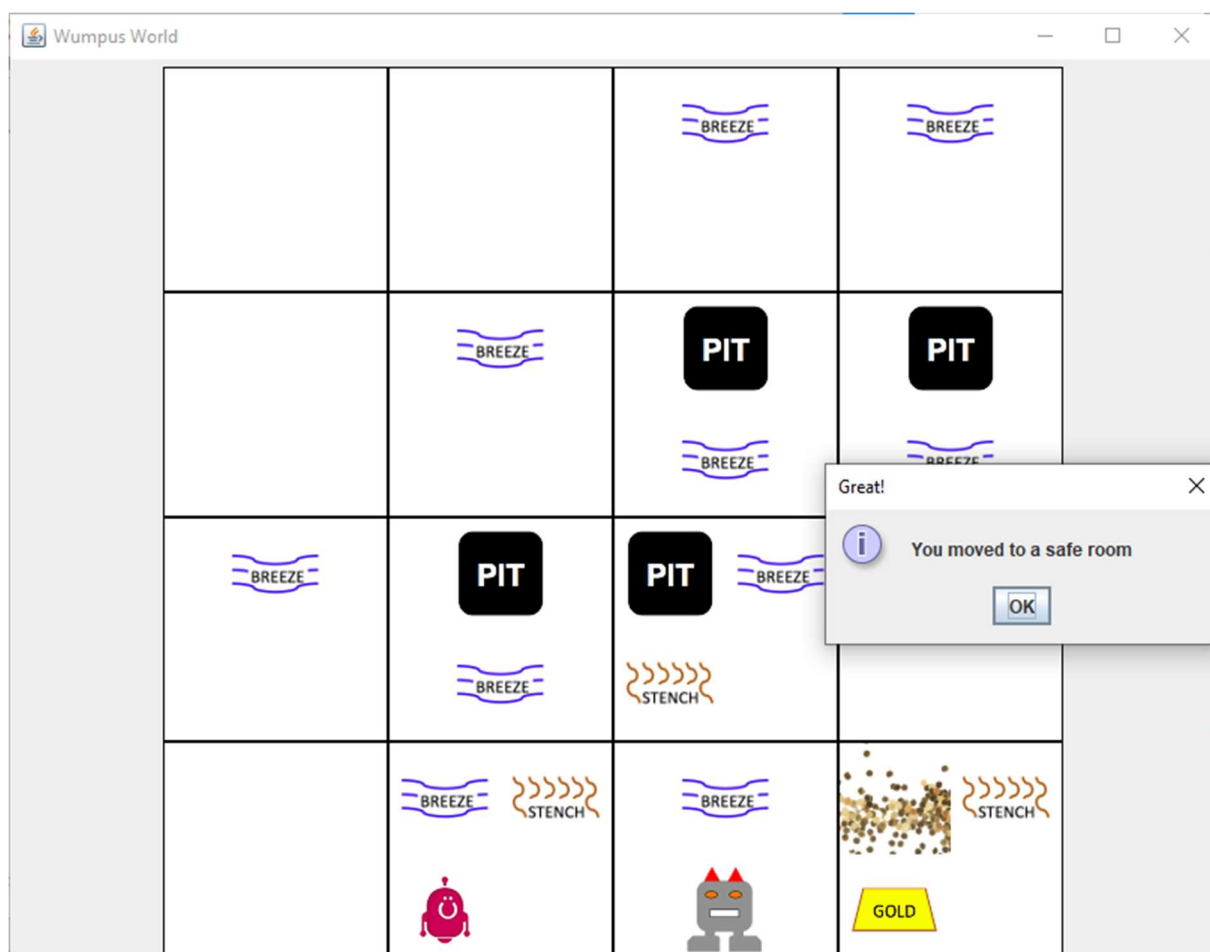 Wumpus World
BREEZE BREEZE
BREEZE PIT PIT
BREEZE BREEZE
Great!
You moved to a safe room
OK
BREEZE PIT PIT BREEZE
BREEZE STENCH
BREEZE STENCH BREEZE STENCH
GOLD